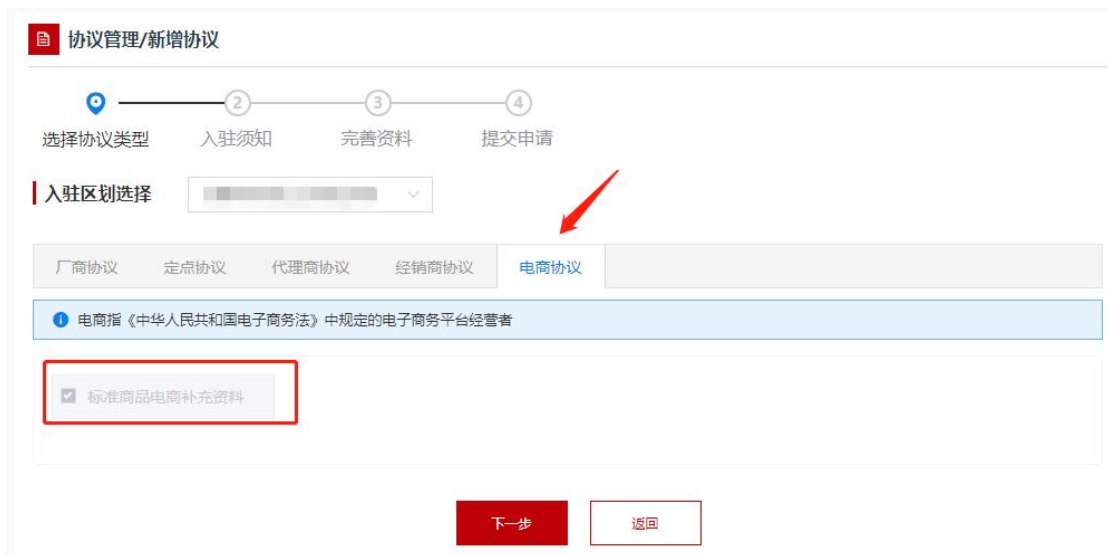 协议管理/新增协议
2 3 4
选择协议类型 入驻须知 完善资料 提交申请
入驻区划选择
厂商协议 定点协议 代理商协议 经销商协议 电商协议
电商指《中华人民共和国电子商务法》中规定的电子商务平台经营者
标准商品电商补充资料
下一步 返回